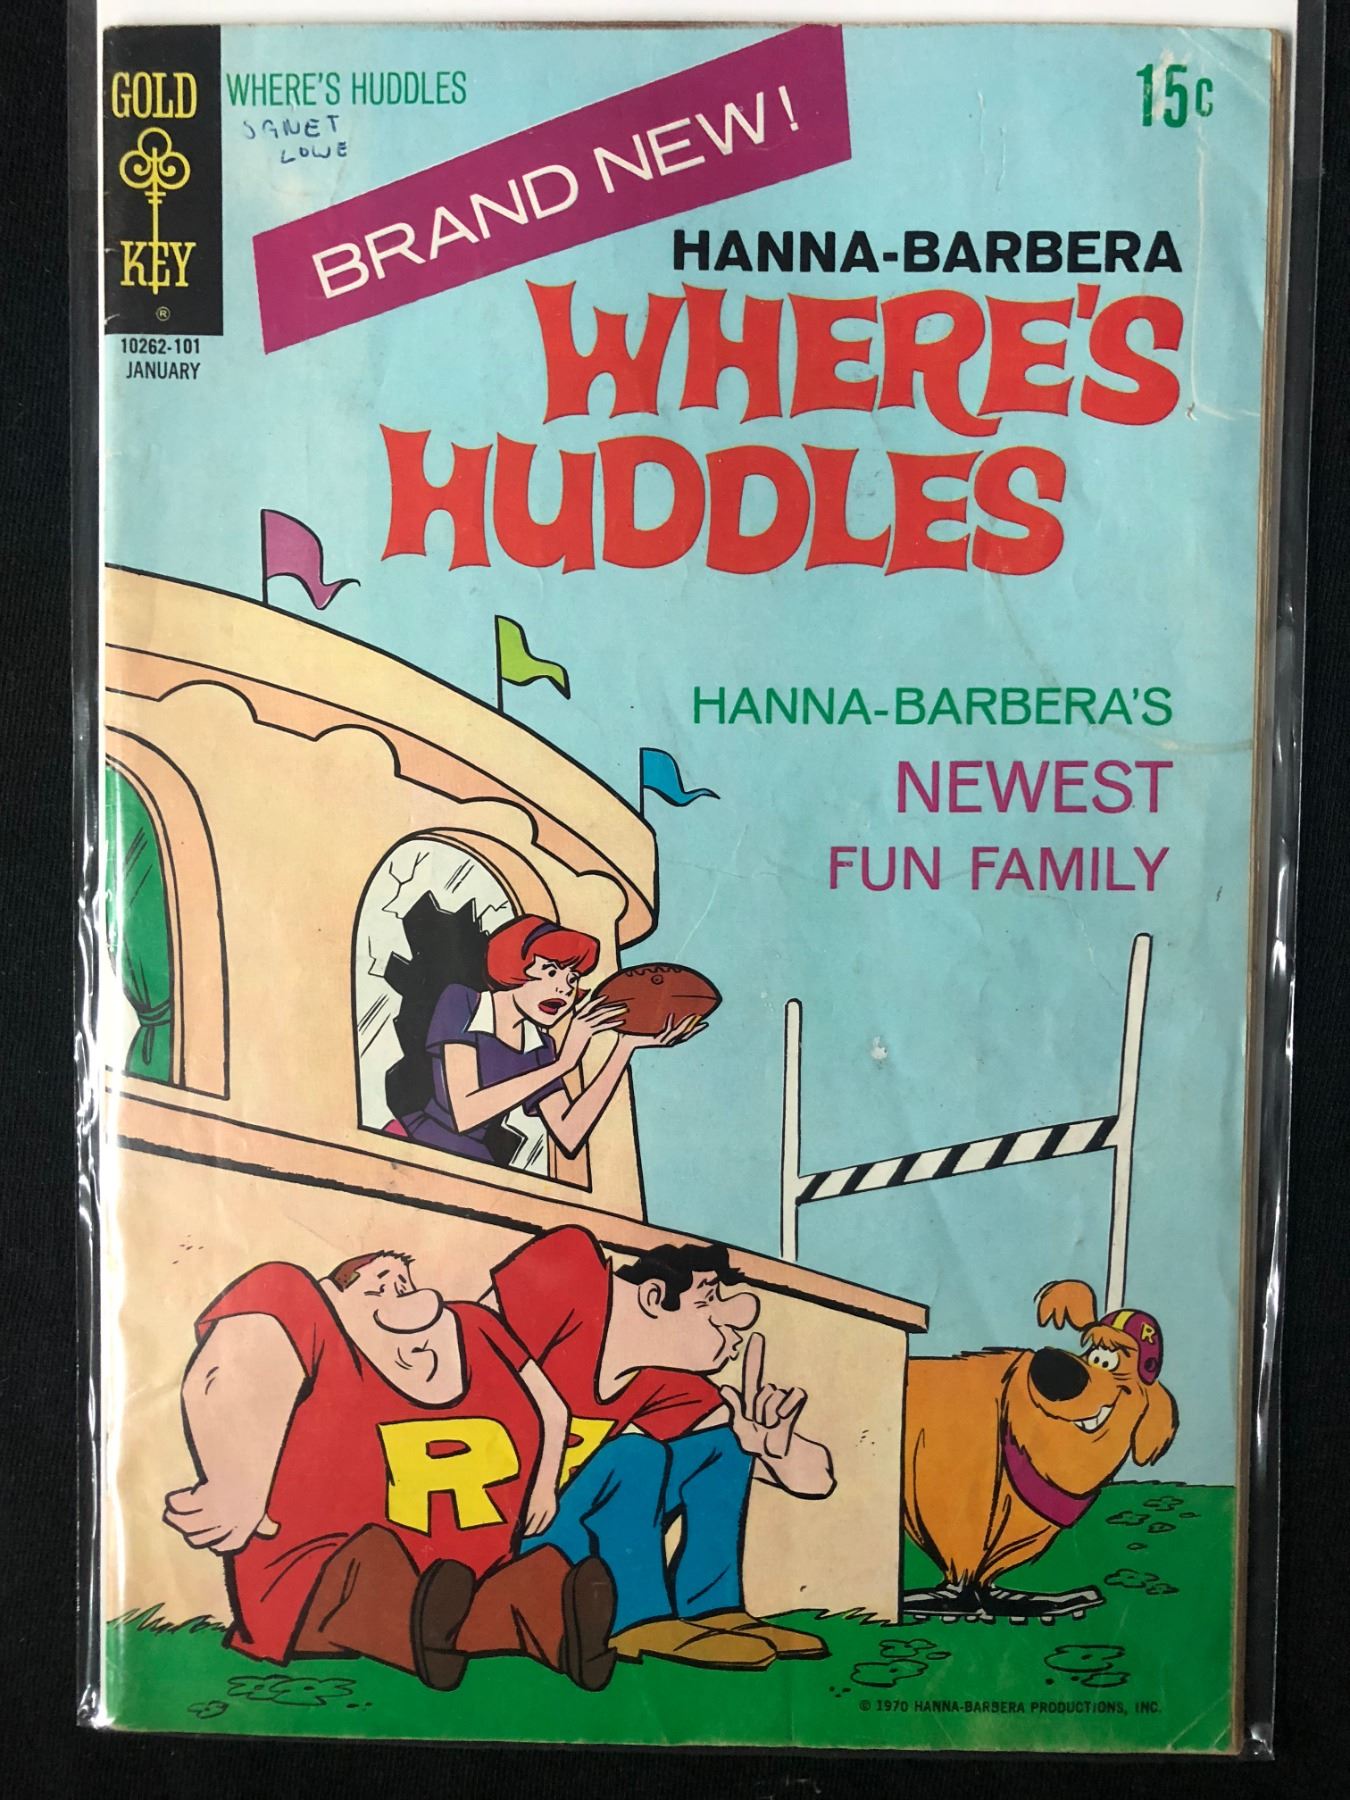 GOLD
KEY
®
10262-101
JANUARY
WHERE'S HUDDLES
JANET
LOWE
15¢
BRAND NEW!
HANNA-BARBERA
WHERE'S
HUDDLES
HANNA-BARBERA'S
NEWEST
FUN FAMILY
R
R
R
© 1970 HANNA-BARBERA PRODUCTIONS, INC.